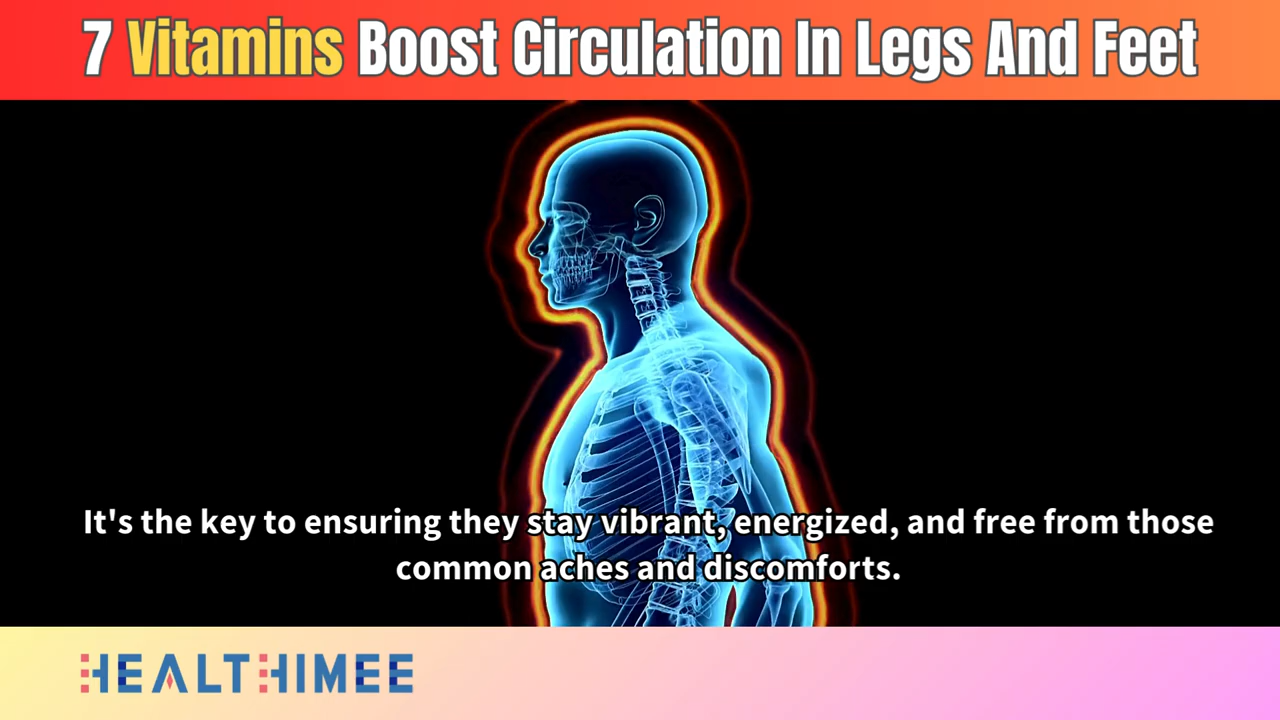 7 Vitamins Boost Circulation In Legs And Feet
It's the key to ensuring they stay vibrant, energized, and free from those
common aches and discomforts.
HEALTHIMEE